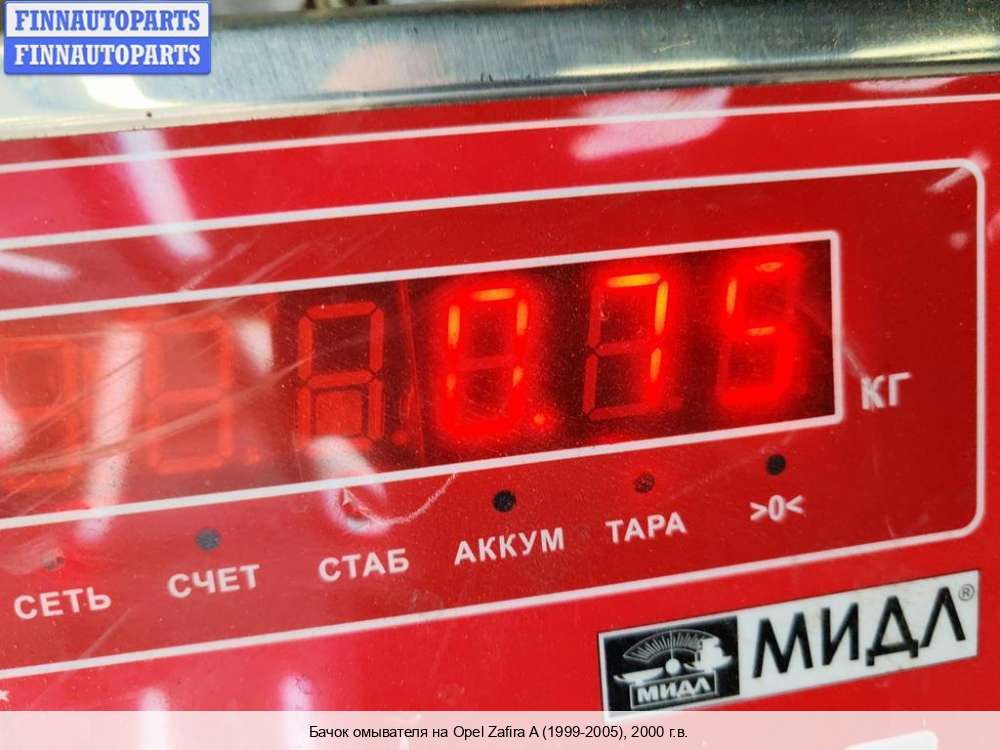 FINNAUTOPARTS
FINNAUTOPARTS
0.75
КГ
СЕТЬ СЧЕТ СТАБ АККУМ ТАРА >0<
МИДЛ МИДЛ®
Бачок омывателя на Opel Zafira A (1999-2005), 2000 г.в.